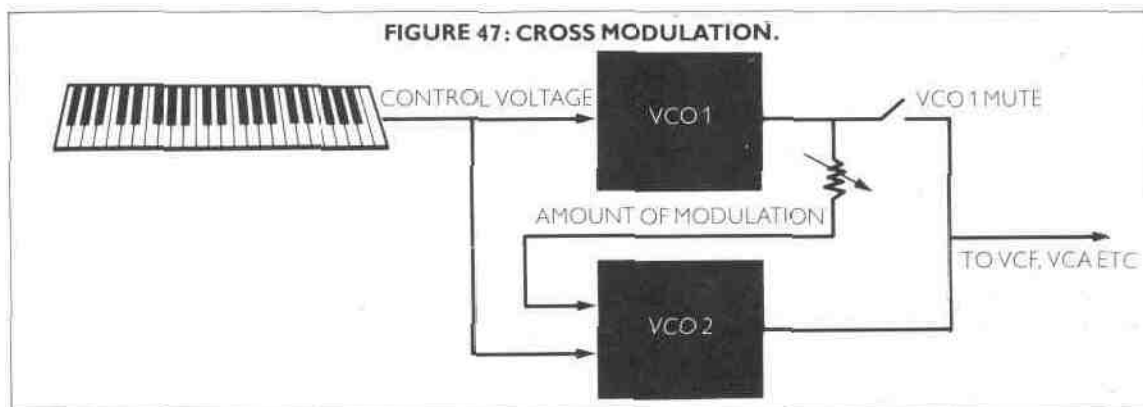 FIGURE 47: CROSS MODULATION.
CONTROL VOLTAGE
VCO 1
VCO 1 MUTE
AMOUNT OF MODULATION
TO VCF, VCA ETC
VCO 2